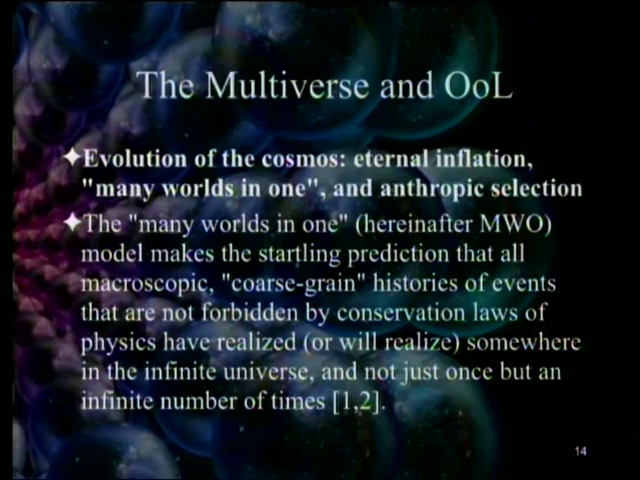 The Multiverse and OoL
Evolution of the cosmos: eternal inflation,
"many worlds in one", and anthropic selection
The "many worlds in one" (hereinafter MWO)
model makes the startling prediction that all
macroscopic, "coarse-grain" histories of events
that are not forbidden by conservation laws of
physics have realized (or will realize) somewhere
in the infinite universe, and not just once but an
infinite number of times [1,2].
14